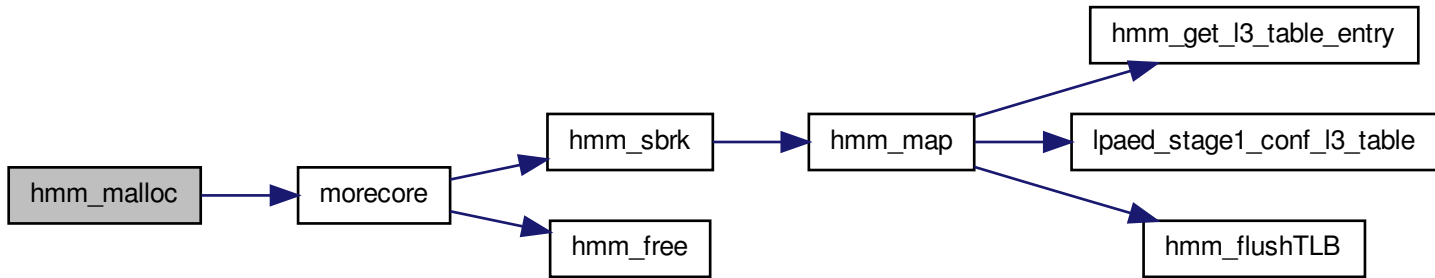 hmm_malloc
morecore
hmm_sbrk
hmm_free
hmm_map
hmm_get_l3_table_entry
lpaed_stage1_conf_l3_table
hmm_flushTLB